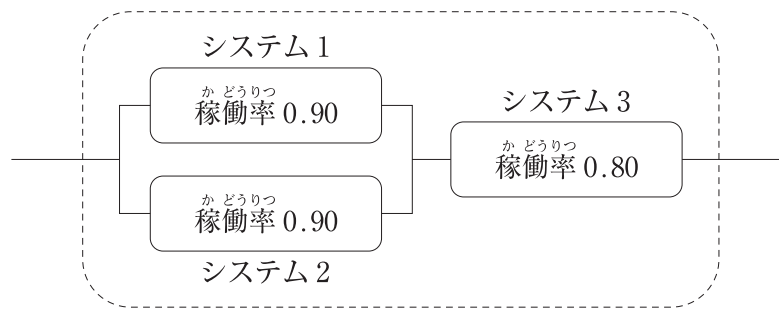 システム1
か どうりつ
稼働率 0.90
システム3
か どうりつ
稼働率 0.80
か どうりつ
稼働率 0.90
システム2